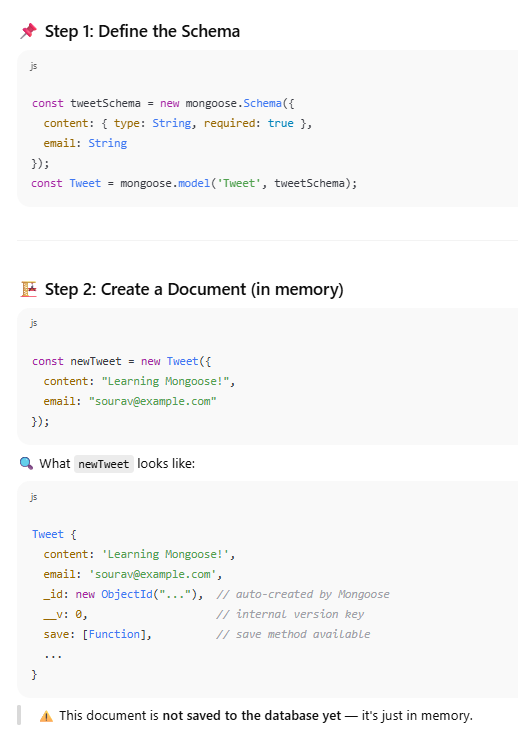 📌 Step 1: Define the Schema
js
const tweetSchema = new mongoose.Schema({
  content: { type: String, required: true },
  email: String
});
const Tweet = mongoose.model('Tweet', tweetSchema);
🏗️ Step 2: Create a Document (in memory)
js
const newTweet = new Tweet({
  content: "Learning Mongoose!",
  email: "sourav@example.com"
});
🔍 What newTweet looks like:
js
Tweet {
  content: 'Learning Mongoose!',
  email: 'sourav@example.com',
  _id: new ObjectId("..."),  // auto-created by Mongoose
  __v: 0,                    // internal version key
  save: [Function],          // save method available
  ...
}
⚠️ This document is not saved to the database yet — it's just in memory.